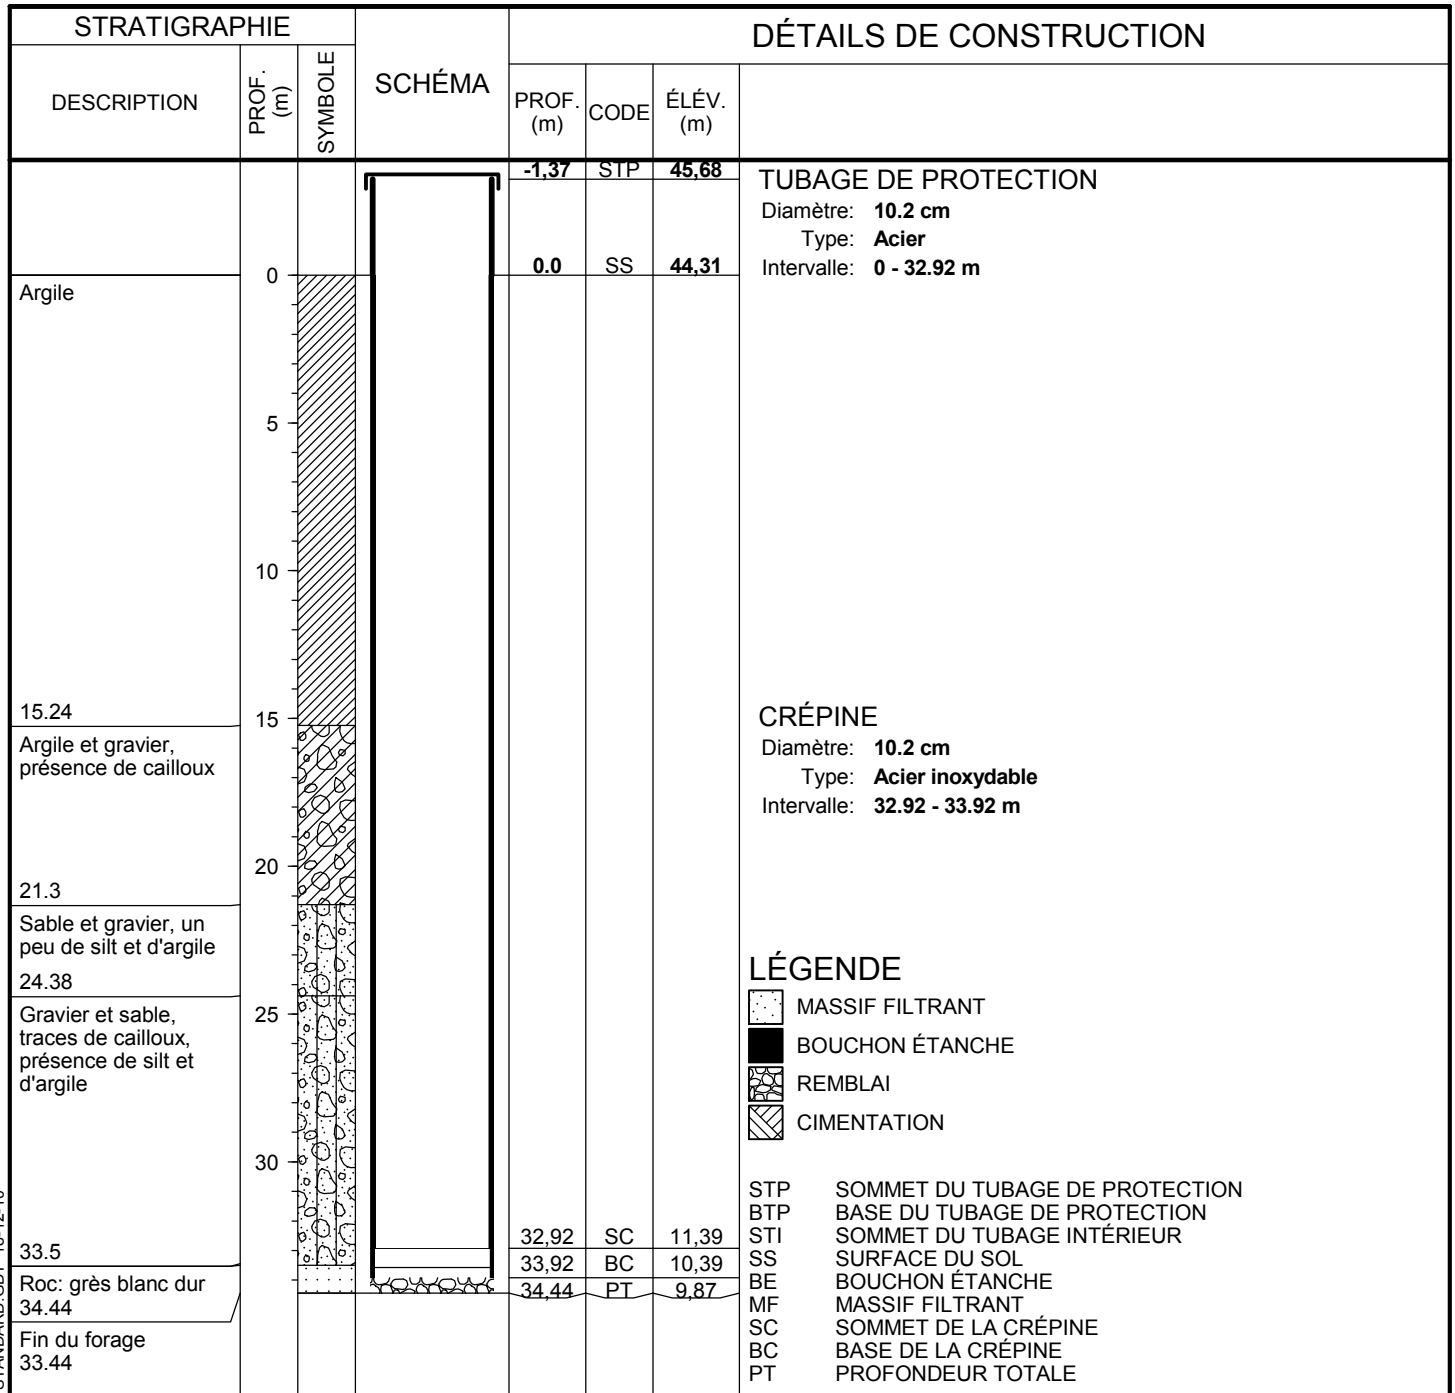 STRATIGRAPHIE
DESCRIPTION
PROF.
(m)
SYMBOLE
SCHÉMA
DÉTAILS DE CONSTRUCTION
PROF.
(m)
CODE
ÉLÉV.
(m)
-1,37 STP 45,68
0.0 SS 44,31
TUBAGE DE PROTECTION
Diamètre: 10.2 cm
Type: Acier
Intervalle: 0 - 32.92 m
0
Argile
5
10
15.24
15
Argile et gravier,
présence de cailloux
20
21.3
Sable et gravier, un
peu de silt et d'argile
24.38
Gravier et sable,
traces de cailloux,
présence de silt et
d'argile
25
30
33.5
Roc: grès blanc dur
34.44
Fin du forage
33.44
CRÉPINE
Diamètre: 10.2 cm
Type: Acier inoxydable
Intervalle: 32.92 - 33.92 m
32,92 SC 11,39
33,92 BC 10,39
34,44 PT 9,87
LÉGENDE
MASSIF FILTRANT
BOUCHON ÉTANCHE
REMBLAI
CIMENTATION
STP SOMMET DU TUBAGE DE PROTECTION
BTP BASE DU TUBAGE DE PROTECTION
STI SOMMET DU TUBAGE INTÉRIEUR
SS SURFACE DU SOL
BE BOUCHON ÉTANCHE
MF MASSIF FILTRANT
SC SOMMET DE LA CRÉPINE
BC BASE DE LA CRÉPINE
PT PROFONDEUR TOTALE